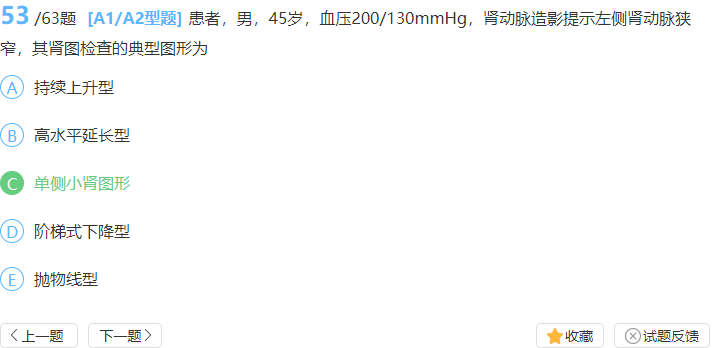 53 /63题 [A1/A2型题] 患者，男，45岁，血压200/130mmHg，肾动脉造影提示左侧肾动脉狭
窄，其肾图检查的典型图形为
A 持续上升型
B 高水平延长型
C 单侧小肾图形
D 阶梯式下降型
E 抛物线型
上一题 下一题 收藏 试题反馈